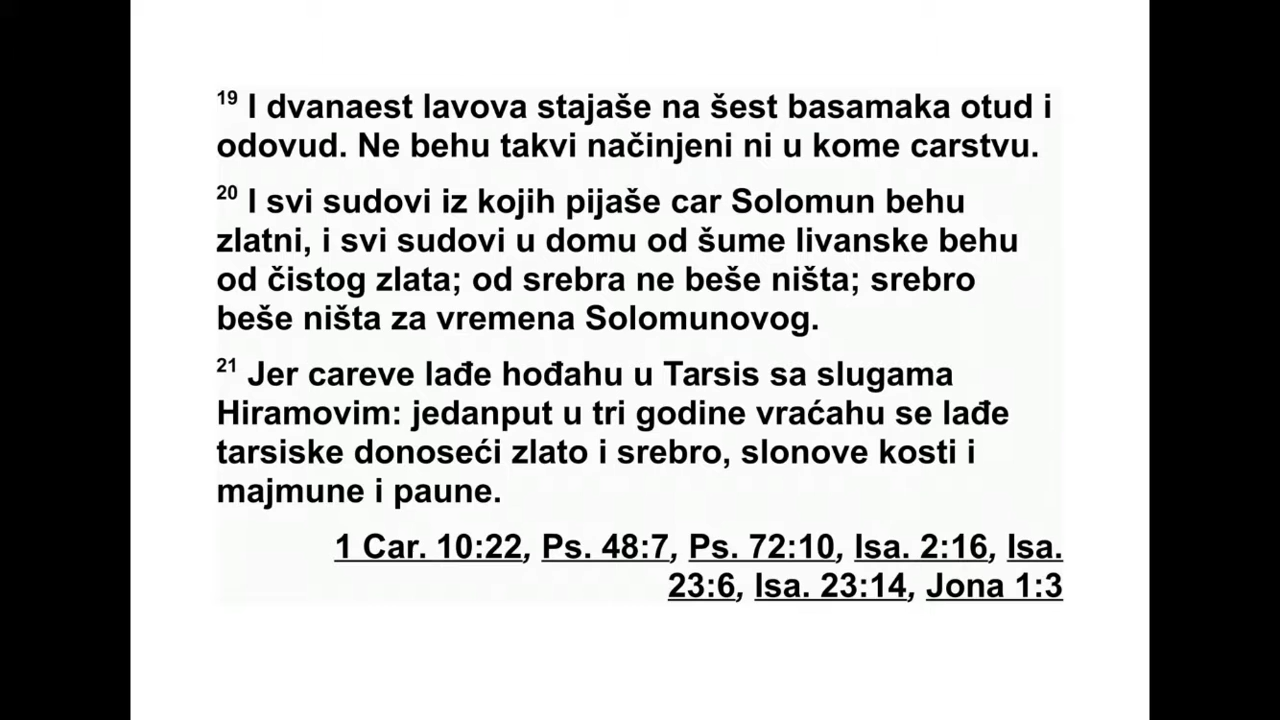 19 I dvanaest lavova stajaše na šest basamaka otud i
odovud. Ne behu takvi načinjeni ni u kome carstvu.
20 I svi sudovi iz kojih pijaše car Solomun behu
zlatni, i svi sudovi u domu od šume livanske behu
od čistog zlata; od srebra ne beše ništa; srebro
beše ništa za vremena Solomunovog.
21 Jer careve lađe hođahu u Tarsis sa slugama
Hiramovim: jedanput u tri godine vraćahu se lađe
tarsiske donoseći zlato i srebro, slonove kosti i
majmune i paune.
1 Car. 10:22, Ps. 48:7, Ps. 72:10, Isa. 2:16, Isa.
23:6, Isa. 23:14, Jona 1:3